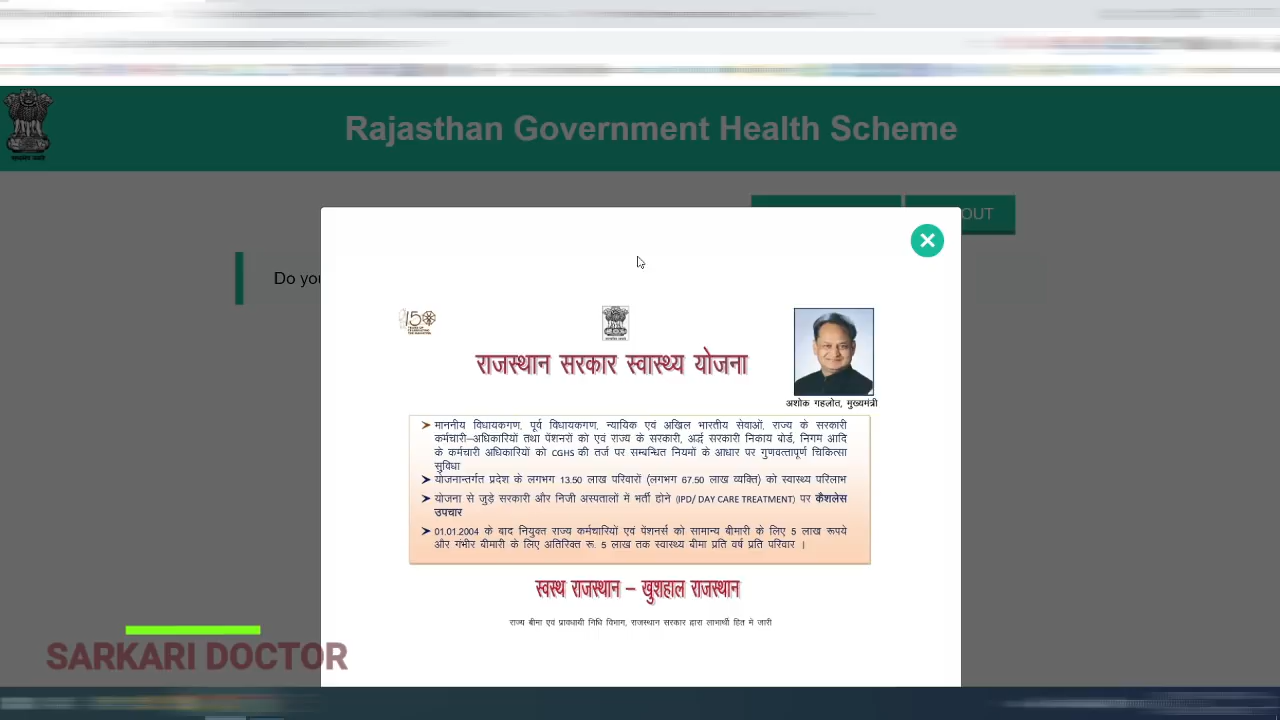 Rajasthan Government Health Scheme
OUT
Do you
150
राजस्थान सरकार स्वास्थ्य योजना
अशोक गहलोत, मुख्यमंत्री
➤ माननीय विधायकगण, पूर्व विधायकगण, न्यायिक एवं अखिल भारतीय सेवाओं, राज्य के सरकारी
कर्मचारी–अधिकारियों तथा पेंशनरों को एवं राज्य के सरकारी, अर्द्ध सरकारी निकाय बोर्ड, निगम आदि
के कर्मचारी अधिकारियों को CGHS की तर्ज पर सम्बन्धित नियमों के आधार पर गुणवत्तापूर्ण चिकित्सा
सुविधा
➤ योजनान्तर्गत प्रदेश के लगभग 13.50 लाख परिवारों (लगभग 67.50 लाख व्यक्ति) को स्वास्थ्य परिलाभ
➤ योजना से जुड़े सरकारी और निजी अस्पतालों में भर्ती होने (IPD/ DAY CARE TREATMENT) पर कैशलेस
उपचार
➤ 01.01.2004 के बाद नियुक्त राज्य कर्मचारियों एवं पेंशनर्स को सामान्य बीमारी के लिए 5 लाख रूपये
और गंभीर बीमारी के लिए अतिरिक्त रू. 5 लाख तक स्वास्थ्य बीमा प्रति वर्ष प्रति परिवार ।
स्वस्थ राजस्थान – खुशहाल राजस्थान
राज्य बीमा एवं प्रावधायी निधि विभाग, राजस्थान सरकार द्वारा लाभार्थी हित मे जारी
SARKARI DOCTOR